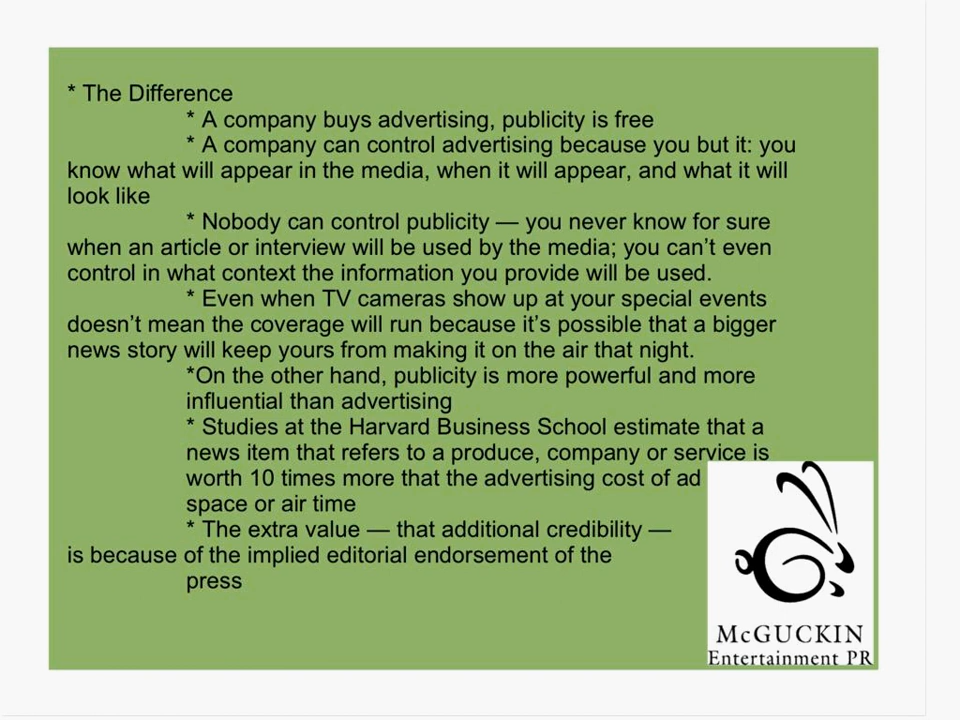 * The Difference
* A company buys advertising, publicity is free
* A company can control advertising because you but it: you
know what will appear in the media, when it will appear, and what it will
look like
* Nobody can control publicity — you never know for sure
when an article or interview will be used by the media; you can’t even
control in what context the information you provide will be used.
* Even when TV cameras show up at your special events
doesn’t mean the coverage will run because it’s possible that a bigger
news story will keep yours from making it on the air that night.
*On the other hand, publicity is more powerful and more
influential than advertising
* Studies at the Harvard Business School estimate that a
news item that refers to a produce, company or service is
worth 10 times more that the advertising cost of ad
space or air time
* The extra value — that additional credibility —
is because of the implied editorial endorsement of the
press
McGUCKIN
Entertainment PR